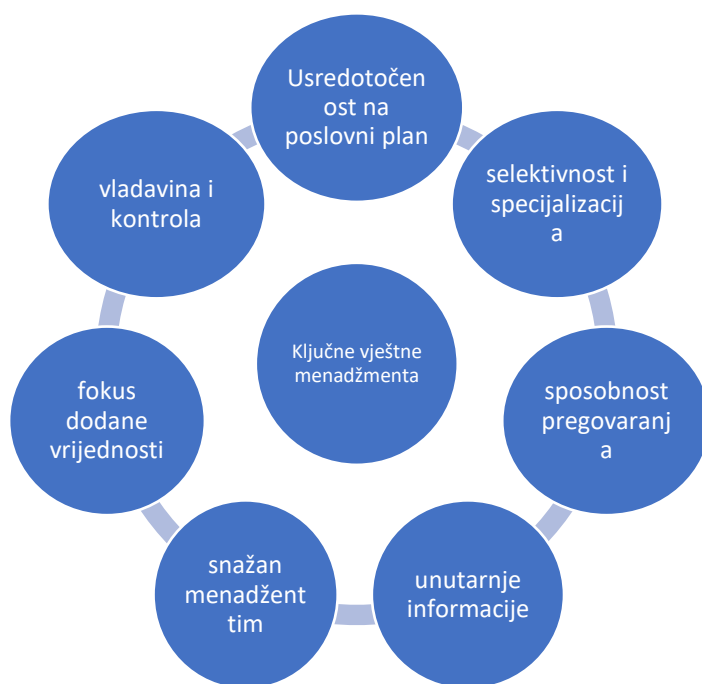 Usredotočen
ost na
poslovni plan
selektivnost i
specijalizacij
a
sposobnost
pregovaranj
a
unutarnje
informacije
snažan
menadžent
tim
fokus
dodane
vrijednosti
vladavina i
kontrola
Ključne vještne
menadžmenta